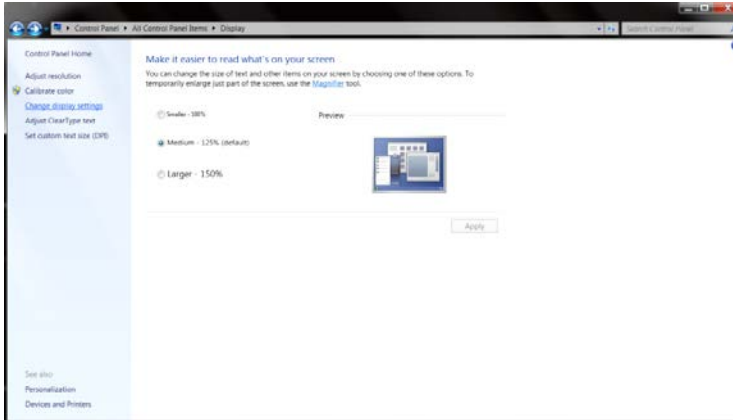 Control Panel ▸ All Control Panel Items ▸ Display
Search Control Panel
Control Panel Home
Adjust resolution
Calibrate color
Change display settings
Adjust ClearType text
Set custom text size (DPI)
Make it easier to read what's on your screen
You can change the size of text and other items on your screen by choosing one of these options. To
temporarily enlarge just part of the screen, use the Magnifier tool.
Smaller - 100%
Preview
Medium - 125% (default)
Larger - 150%
Apply
See also
Personalization
Devices and Printers